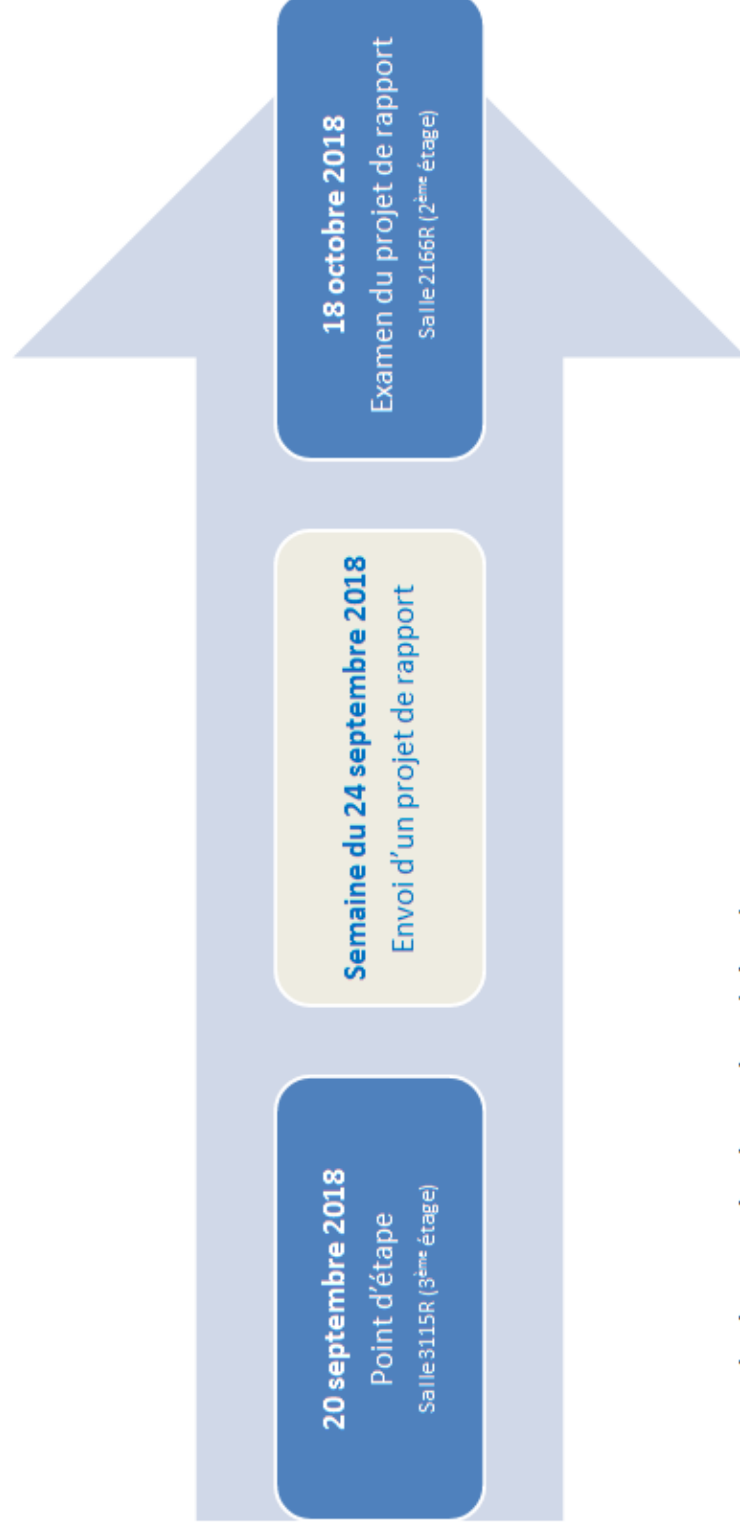 20 septembre 2018
Point d'étape
Salle 3115R (3ème étage)
Semaine du 24 septembre 2018
Envoi d'un projet de rapport
18 octobre 2018
Examen du projet de rapport
Salle 2166R (2ème étage)